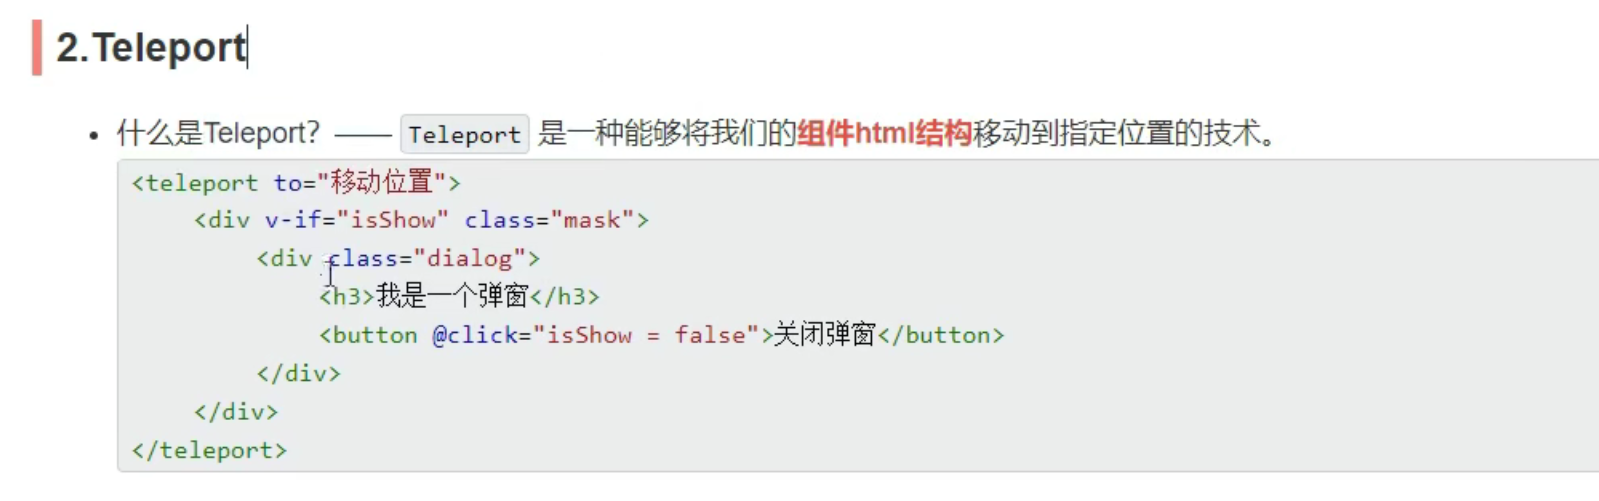 2.Teleport
• 什么是Teleport？—— Teleport 是一种能够将我们的组件html结构移动到指定位置的技术。
<teleport to="移动位置">
<div v-if="isShow" class="mask">
<div class="dialog">
<h3>我是一个弹窗</h3>
<button @click="isShow = false">关闭弹窗</button>
</div>
</div>
</teleport>